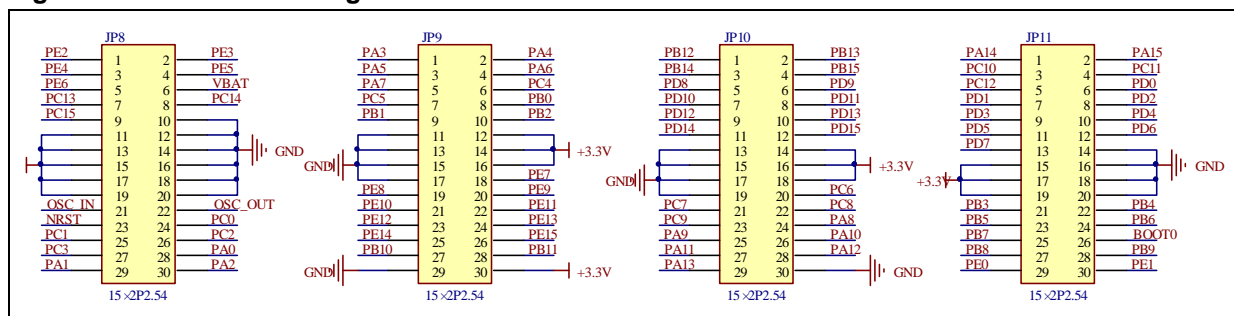 JP8
PE2 1 2 PE3
PE4 3 4 PE5
PE6 5 6 VBAT
PC13 7 8 PC14
PC15 9 10
11 12
13 14 GND
15 16
17 18
19 20
OSC_IN 21 22 OSC_OUT
NRST 23 24 PC0
PC1 25 26 PC2
PC3 27 28 PA0
PA1 29 30 PA2
15×2P2.54
JP9
PA3 1 2 PA4
PA5 3 4 PA6
PA7 5 6 PC4
PC5 7 8 PB0
PB1 9 10 PB2
11 12
13 14 +3.3V
GND 15 16
17 18 PE7
PE8 19 20 PE9
PE10 21 22 PE11
PE12 23 24 PE13
PE14 25 26 PE15
PB10 27 28 PB11
GND 29 30 +3.3V
15×2P2.54
JP10
PB12 1 2 PB13
PB14 3 4 PB15
PD8 5 6 PD9
PD10 7 8 PD11
PD12 9 10 PD13
PD14 11 12 PD15
13 14
15 16 +3.3V
GND 17 18
19 20 PC6
PC7 21 22 PC8
PC9 23 24 PA8
PA9 25 26 PA10
PA11 27 28 PA12
PA13 29 30 GND
15×2P2.54
JP11
PA14 1 2 PA15
PC10 3 4 PC11
PC12 5 6 PD0
PD1 7 8 PD2
PD3 9 10 PD4
PD5 11 12 PD6
PD7 13 14
15 16 GND
+3.3V 17 18
19 20
PB3 21 22 PB4
PB5 23 24 PB6
PB7 25 26 BOOT0
PB8 27 28 PB9
PE0 29 30 PE1
15×2P2.54